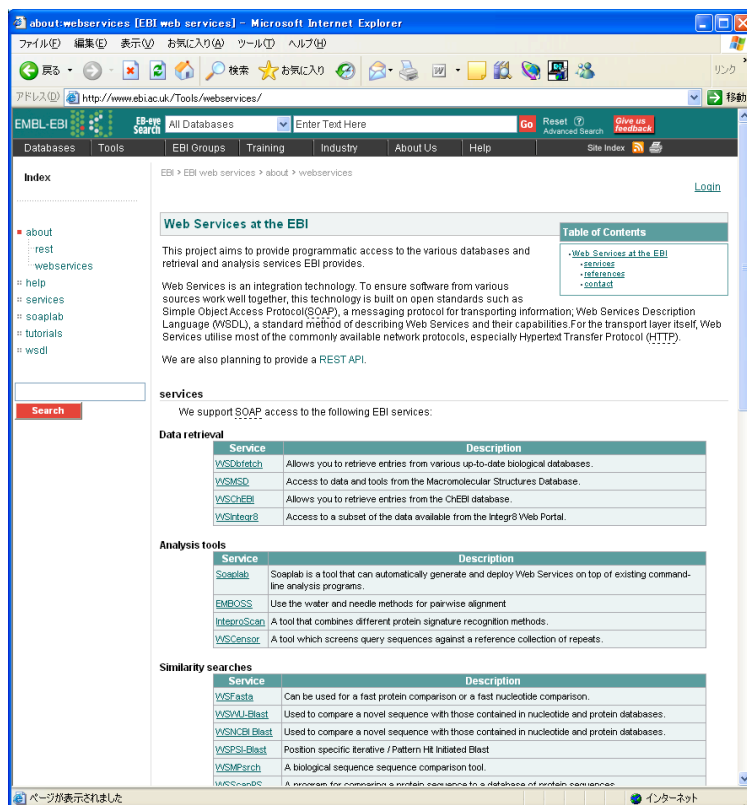 about:webservices [EBI web services] - Microsoft Internet Explorer
ファイル(F) 編集(E) 表示(V) お気に入り(A) ツール(T) ヘルプ(H)
戻る 検索 お気に入り リンク
アドレス(D) http://www.ebi.ac.uk/Tools/webservices/ 移動
EMBL-EBI EB-eye Search All Databases Enter Text Here Go Reset ? Advanced Search Give us feedback
Databases Tools EBI Groups Training Industry About Us Help Site Index
Index
EBI > EBI web services > about > webservices
Login
about
rest
webservices
help
services
soaplab
tutorials
wsdl
Search
Web Services at the EBI
Table of Contents
Web Services at the EBI
services
references
contact
This project aims to provide programmatic access to the various databases and
retrieval and analysis services EBI provides.
Web Services is an integration technology. To ensure software from various
sources work well together, this technology is built on open standards such as
Simple Object Access Protocol(SOAP), a messaging protocol for transporting information; Web Services Description
Language (WSDL), a standard method of describing Web Services and their capabilities.For the transport layer itself, Web
Services utilise most of the commonly available network protocols, especially Hypertext Transfer Protocol (HTTP).
We are also planning to provide a REST API.
services
We support SOAP access to the following EBI services:
Data retrieval
Service Description
WSDbfetch Allows you to retrieve entries from various up-to-date biological databases.
WSMSD Access to data and tools from the Macromolecular Structures Database.
WSChEBI Allows you to retrieve entries from the ChEBI database.
WSIntegr8 Access to a subset of the data available from the Integr8 Web Portal.
Analysis tools
Service Description
Soaplab Soaplab is a tool that can automatically generate and deploy Web Services on top of existing command-
line analysis programs.
EMBOSS Use the water and needle methods for pairwise alignment
InteproScan A tool that combines different protein signature recognition methods.
WSCensor A tool which screens query sequences against a reference collection of repeats.
Similarity searches
Service Description
WSFasta Can be used for a fast protein comparison or a fast nucleotide comparison.
WSWU-Blast Used to compare a novel sequence with those contained in nucleotide and protein databases.
WSNCBI Blast Used to compare a novel sequence with those contained in nucleotide and protein databases.
WSPSI-Blast Position specific iterative / Pattern Hit Initiated Blast
WSMPsrch A biological sequence sequence comparison tool.
WSScanPS A program for comparing a protein sequence to a database of protein sequences.
ページが表示されました インターネット